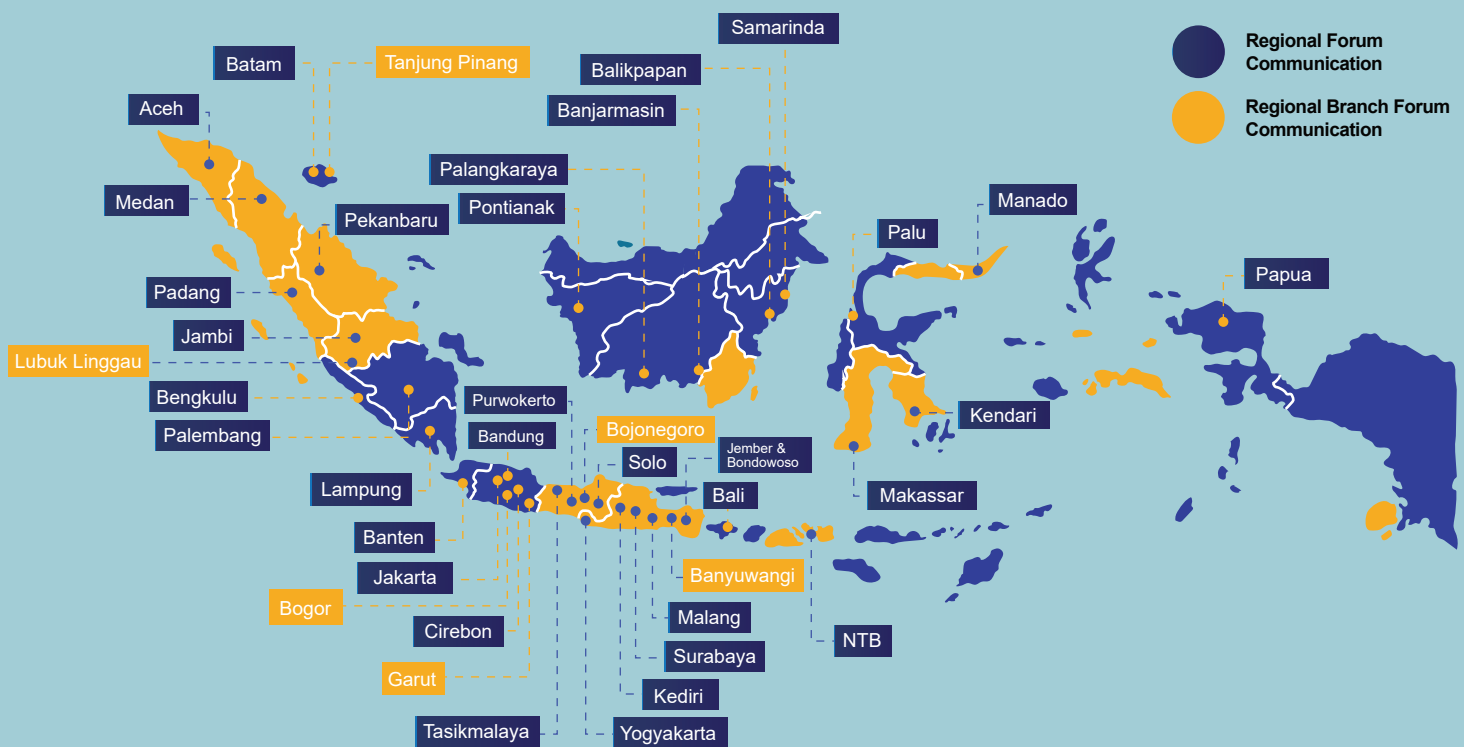 Samarinda
Regional Forum
Communication
Batam
Tanjung Pinang
Balikpapan
Aceh
Banjarmasin
Regional Branch Forum
Communication
Palangkaraya
Medan
Pontianak
Manado
Pekanbaru
Palu
Papua
Padang
Jambi
Lubuk Linggau
Bengkulu
Purwokerto
Kendari
Palembang
Bandung
Bojonegoro
Jember &
Bondowoso
Solo
Lampung
Bali
Makassar
Banten
Jakarta
Banyuwangi
Bogor
Malang
Cirebon
NTB
Surabaya
Garut
Kediri
Tasikmalaya
Yogyakarta